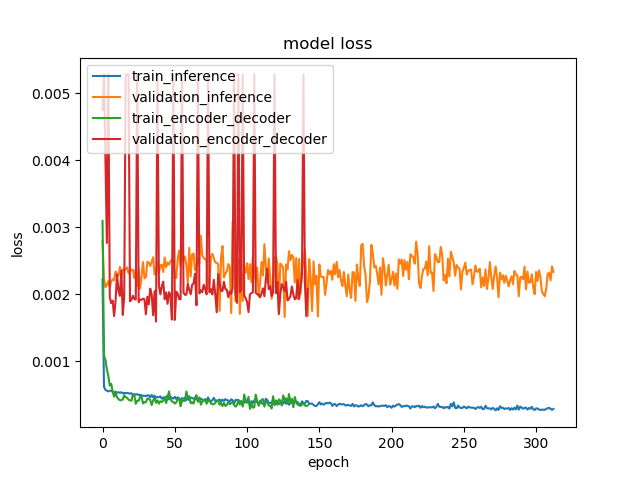 model loss
train_inference
validation_inference
train_encoder_decoder
validation_encoder_decoder
0.005
0.004
0.003
0.002
0.001
loss
0 50 100 150 200 250 300
epoch